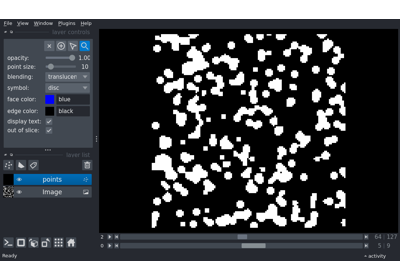 File View Window Plugins Help
layer controls
opacity: 1.00
point size: 10
blending: translucen
symbol: disc
face color: blue
edge color: black
display text:
out of slice:
layer list
points
Image
2 64 127
0 5 9
Ready activity